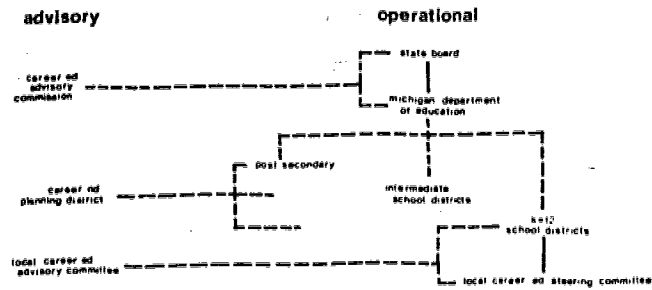 advisory
operational
state board
career ed
advisory
commission
michigan department
of education
post secondary
career ed
planning district
intermediate
school districts
k-12
school districts
local career ed
advisory committee
local career ed steering committee